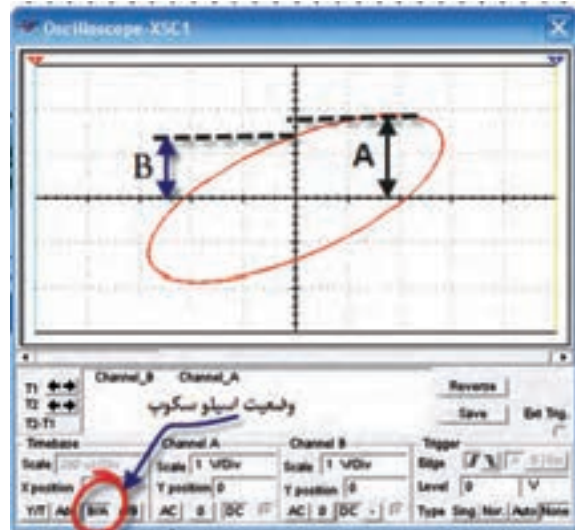 Oscilloscope-XSC1
B
A
T1
T2
T2-T1
Channel_B Channel_A
Reverse
Save
Ext Trig.
وضعیت اسیلوسکوپ
Timebase
Scale
X position
Y/T B/A
Channel A
Scale 1 V/Div
Y position 0
AC 0 DC
Channel B
Scale 1 V/Div
Y position 0
AC 0 DC -
Trigger
Edge
Level 0 V
Type Sing. Nor. Auto None